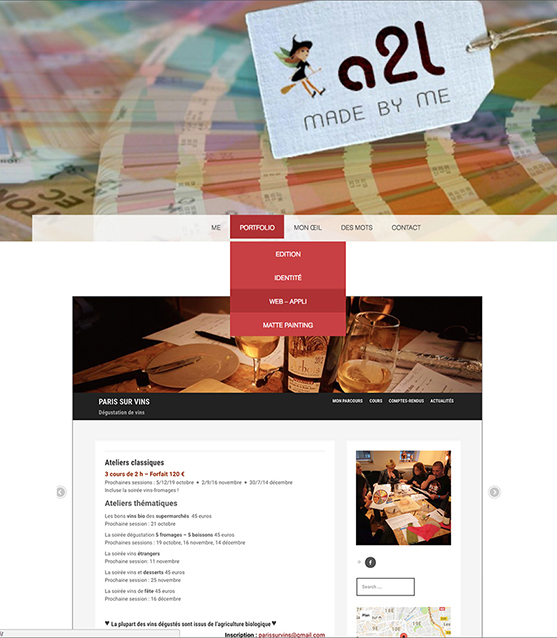 a2l
MADE BY ME
ME PORTFOLIO MON ŒIL DES MOTS CONTACT
EDITION
IDENTITÉ
WEB – APPLI
MATTE PAINTING
PARIS SUR VINS
Dégustation de vins
MON PARCOURS COURS COMPTES-RENDUS ACTUALITÉS
Ateliers classiques
3 cours de 2 h – Forfait 120 €
Prochaines sessions : 5/12/19 octobre • 2/9/16 novembre • 30/7/14 décembre
Incluse la soirée vins-fromages !
Ateliers thématiques
Les bons vins bio des supermarchés 45 euros
Prochaine session : 21 octobre
La soirée dégustation 5 fromages – 5 boissons 45 euros
Prochaines sessions : 19 octobre, 16 novembre, 14 décembre
La soirée vins étrangers
Prochaine session: 11 novembre
La soirée vins et desserts 45 euros
Prochaine session : 25 novembre
La soirée vins de fête 45 euros
Prochaine session : 16 décembre
♥ La plupart des vins dégustés sont issus de l'agriculture biologique ♥
Inscription : parissurvins@gmail.com
Search ...
Plan